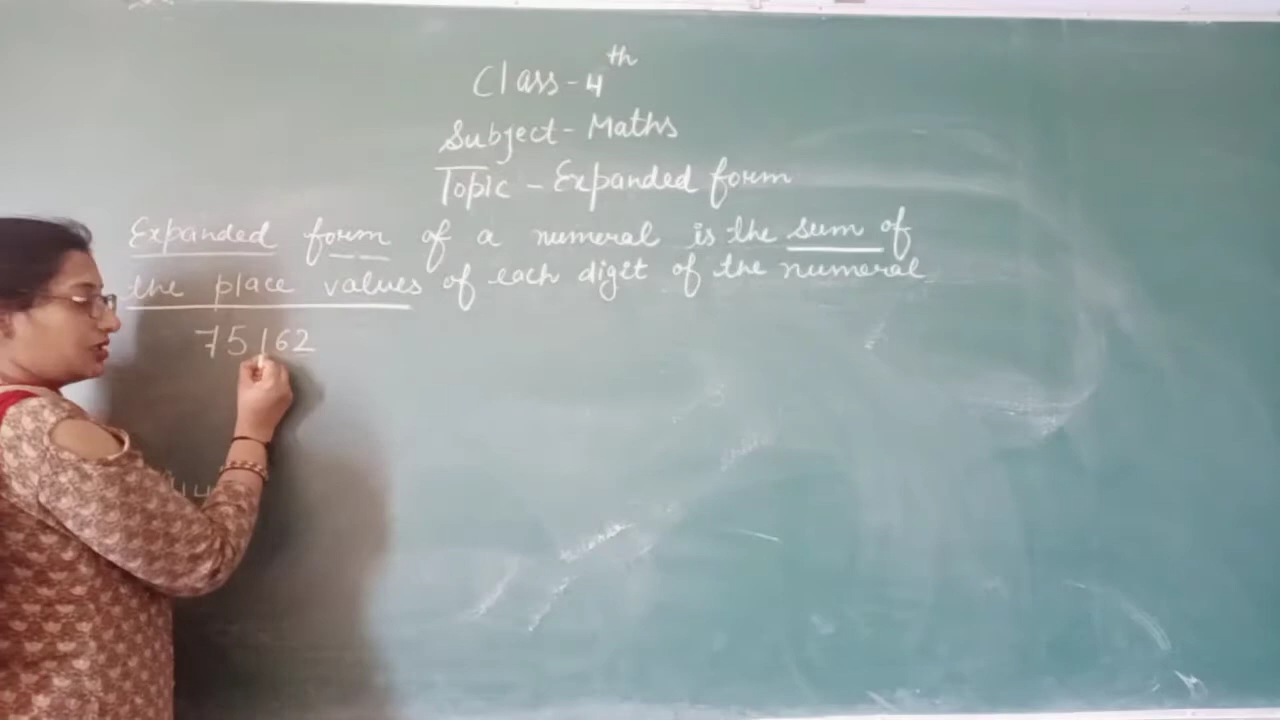 Class-4th
Subject- Maths
Topic - Expanded form
Expanded form of a numeral is the sum of
the place values of each digit of the numeral
75162